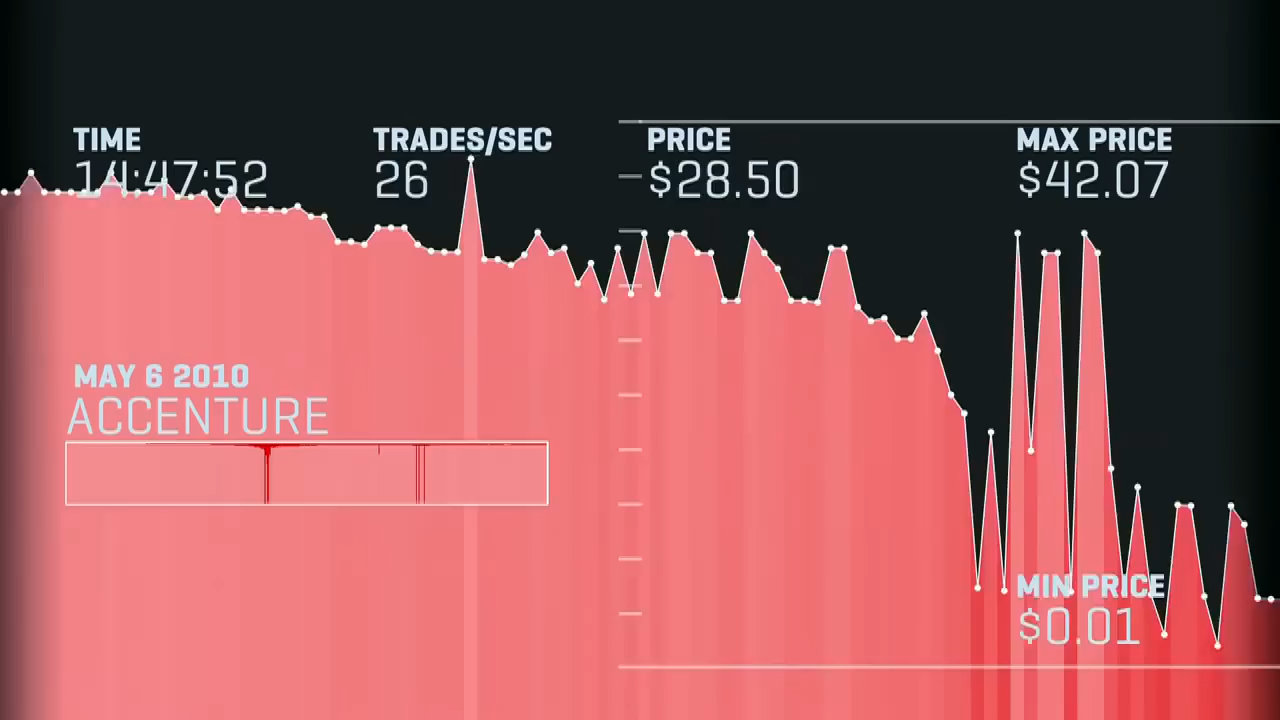 TIME
14:47:52
TRADES/SEC
26
PRICE
$28.50
MAX PRICE
$42.07
MAY 6 2010
ACCENTURE
MIN PRICE
$0.01